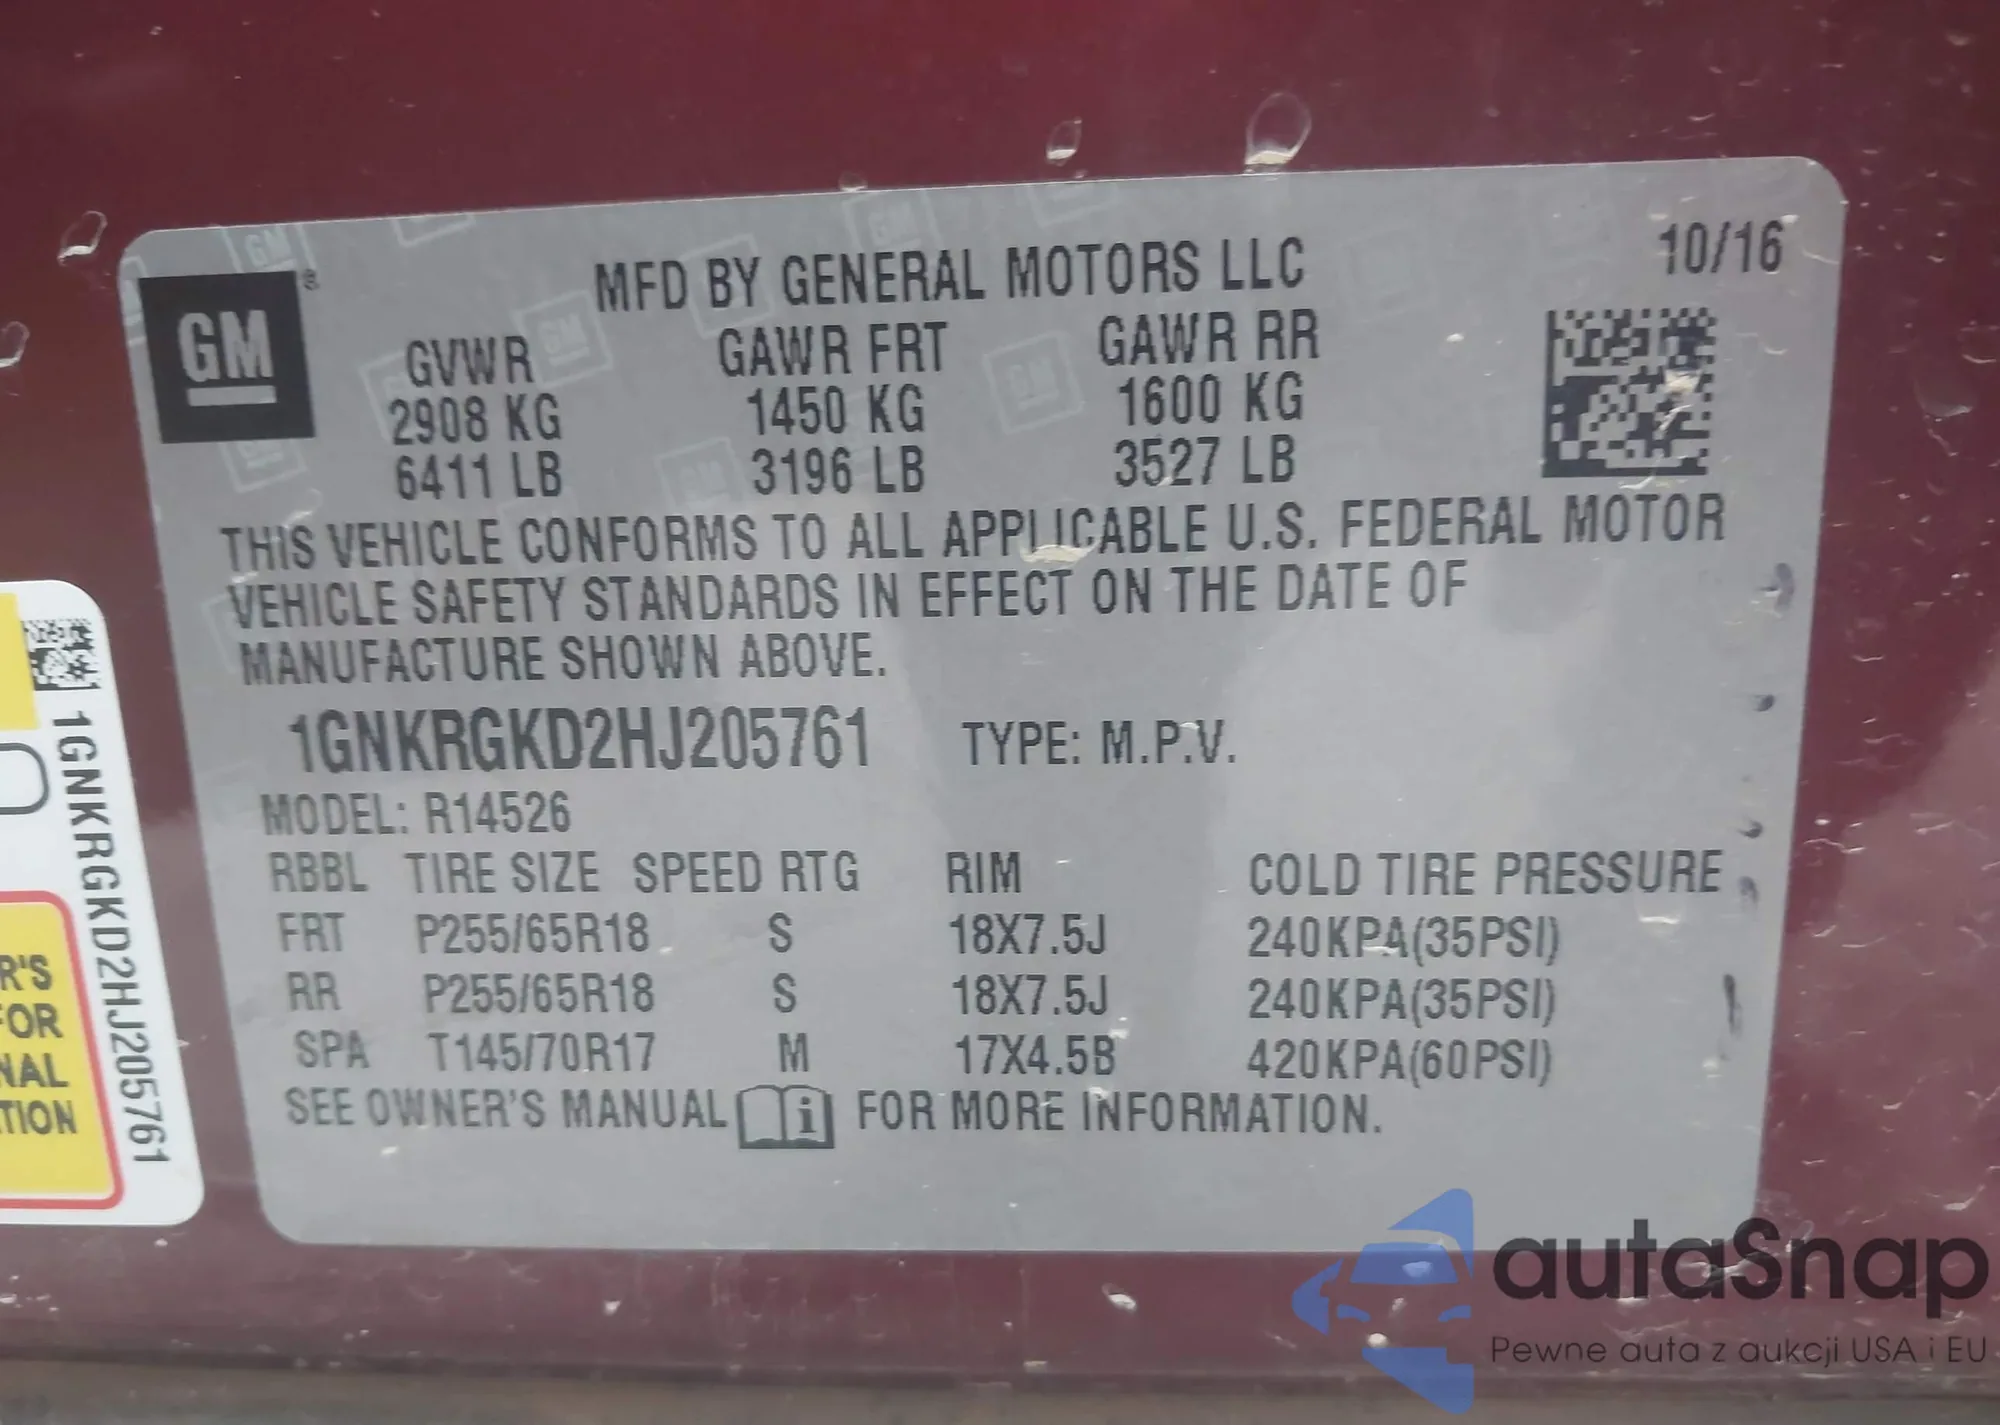 MFD BY GENERAL MOTORS LLC
10/16
GM
GVWR GAWR FRT GAWR RR
2908 KG 1450 KG 1600 KG
6411 LB 3196 LB 3527 LB
THIS VEHICLE CONFORMS TO ALL APPLICABLE U.S. FEDERAL MOTOR
VEHICLE SAFETY STANDARDS IN EFFECT ON THE DATE OF
MANUFACTURE SHOWN ABOVE.
1GNKRGKD2HJ205761 TYPE: M.P.V.
MODEL: R14526
RBBL TIRE SIZE SPEED RTG RIM COLD TIRE PRESSURE
FRT P255/65R18 S 18X7.5J 240KPA(35PSI)
RR P255/65R18 S 18X7.5J 240KPA(35PSI)
SPA T145/70R17 M 17X4.5B 420KPA(60PSI)
SEE OWNER'S MANUAL i FOR MORE INFORMATION.
1GNKRGKD2HJ205761
R'S
FOR
NAL
TION
autaSnap
Pewne auta z aukcji USA i EU